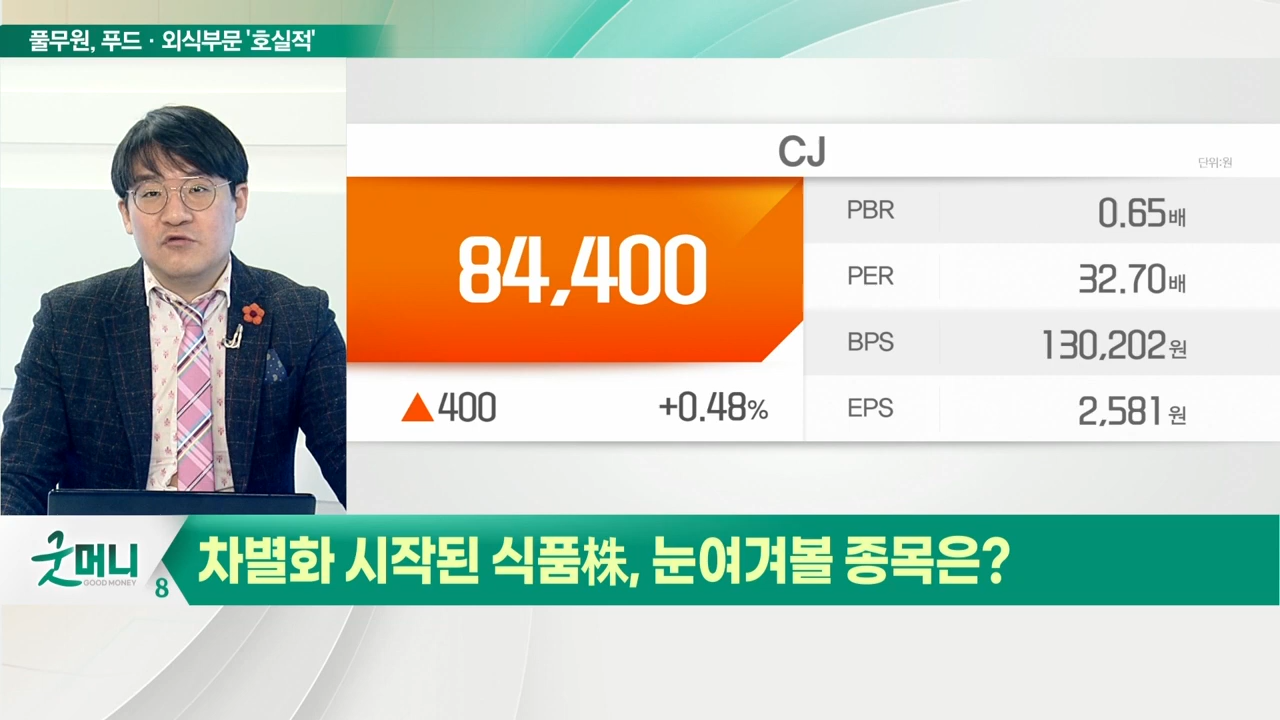 풀무원, 푸드·외식부문 '호실적'
CJ
단위:원
84,400
▲400 +0.48%
PBR 0.65배
PER 32.70배
BPS 130,202원
EPS 2,581원
굿머니
GOOD MONEY
8
차별화 시작된 식품株, 눈여겨볼 종목은?